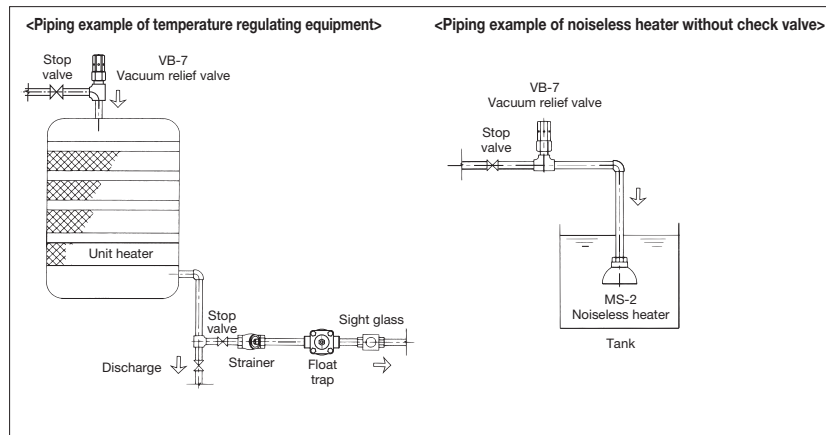 <Piping example of temperature regulating equipment>
Stop
valve
VB-7
Vacuum relief valve
Unit heater
Stop
valve
Sight glass
Discharge
Strainer
Float
trap
<Piping example of noiseless heater without check valve>
VB-7
Vacuum relief valve
Stop
valve
MS-2
Noiseless heater
Tank